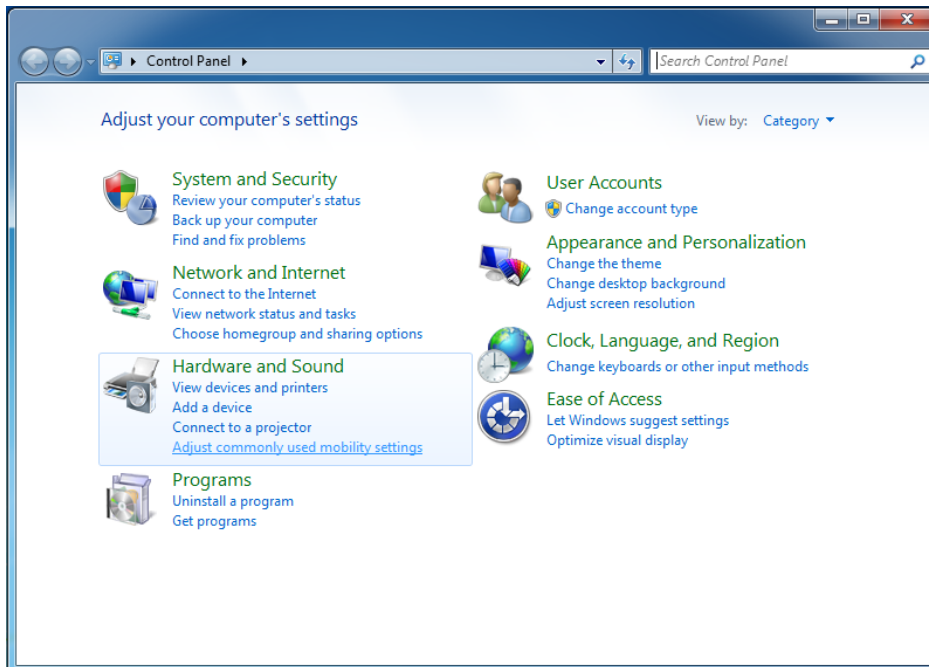 Control Panel
Search Control Panel
Adjust your computer's settings
View by: Category
System and Security
Review your computer's status
Back up your computer
Find and fix problems
Network and Internet
Connect to the Internet
View network status and tasks
Choose homegroup and sharing options
Hardware and Sound
View devices and printers
Add a device
Connect to a projector
Adjust commonly used mobility settings
Programs
Uninstall a program
Get programs
User Accounts
Change account type
Appearance and Personalization
Change the theme
Change desktop background
Adjust screen resolution
Clock, Language, and Region
Change keyboards or other input methods
Ease of Access
Let Windows suggest settings
Optimize visual display